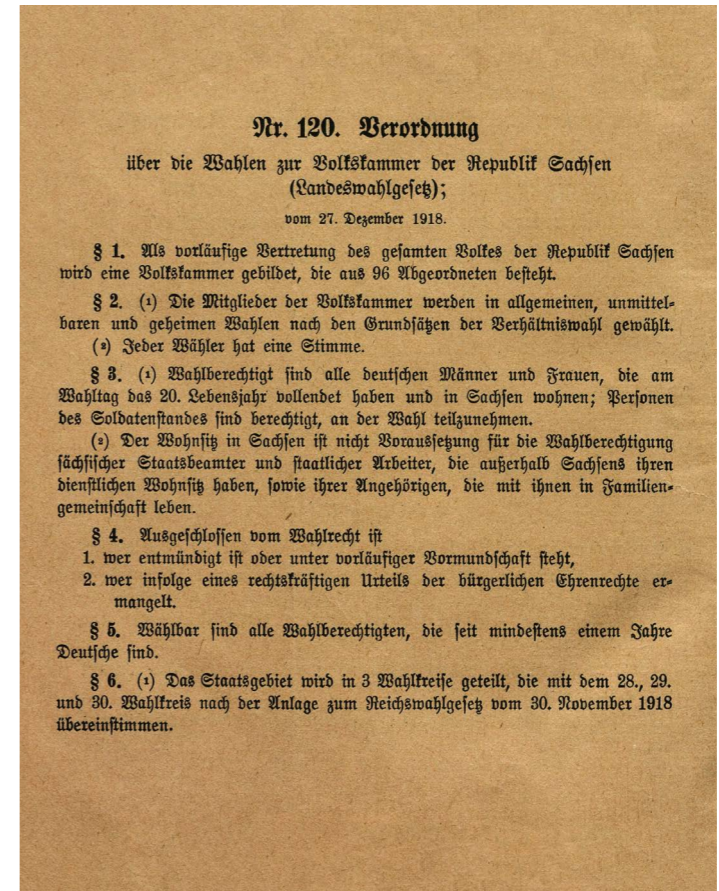 Nr. 120. Verordnung
über die Wahlen zur Volkskammer der Republik Sachsen
(Landeswahlgesetz);
vom 27. Dezember 1918.
§ 1. Als vorläufige Vertretung des gesamten Volkes der Republik Sachsen
wird eine Volkskammer gebildet, die aus 96 Abgeordneten besteht.
§ 2. (1) Die Mitglieder der Volkskammer werden in allgemeinen, unmittel-
baren und geheimen Wahlen nach den Grundsätzen der Verhältniswahl gewählt.
(2) Jeder Wähler hat eine Stimme.
§ 3. (1) Wahlberechtigt sind alle deutschen Männer und Frauen, die am
Wahltag das 20. Lebensjahr vollendet haben und in Sachsen wohnen; Personen
des Soldatenstandes sind berechtigt, an der Wahl teilzunehmen.
(2) Der Wohnsitz in Sachsen ist nicht Voraussetzung für die Wahlberechtigung
sächsischer Staatsbeamter und staatlicher Arbeiter, die außerhalb Sachsens ihren
dienstlichen Wohnsitz haben, sowie ihrer Angehörigen, die mit ihnen in Familien-
gemeinschaft leben.
§ 4. Ausgeschlossen vom Wahlrecht ist
1. wer entmündigt ist oder unter vorläufiger Vormundschaft steht,
2. wer infolge eines rechtskräftigen Urteils der bürgerlichen Ehrenrechte er-
mangelt.
§ 5. Wählbar sind alle Wahlberechtigten, die seit mindestens einem Jahre
Deutsche sind.
§ 6. (1) Das Staatsgebiet wird in 3 Wahlkreise geteilt, die mit dem 28., 29.
und 30. Wahlkreis nach der Anlage zum Reichswahlgesetz vom 30. November 1918
übereinstimmen.